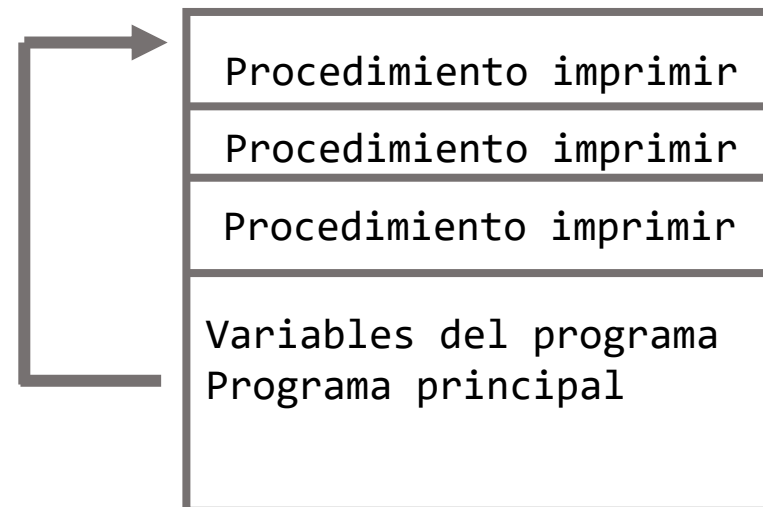 Procedimiento imprimir
Procedimiento imprimir
Procedimiento imprimir
Variables del programa
Programa principal